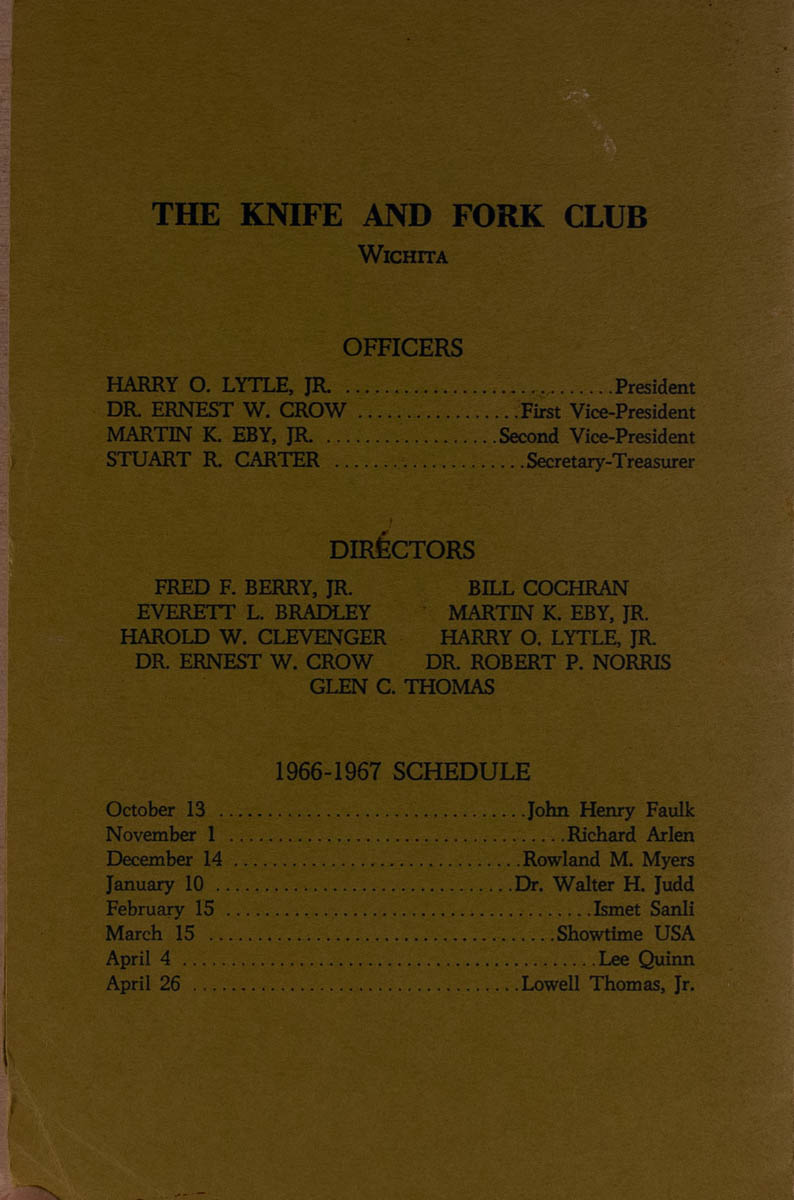 THE KNIFE AND FORK CLUB
WICHITA
OFFICERS
HARRY O. LYTLE, JR. ............................President
DR. ERNEST W. CROW .................First Vice-President
MARTIN K. EBY, JR. ..................Second Vice-President
STUART R. CARTER ....................Secretary-Treasurer
DIRECTORS
FRED F. BERRY, JR. BILL COCHRAN
EVERETT L. BRADLEY MARTIN K. EBY, JR.
HAROLD W. CLEVENGER HARRY O. LYTLE, JR.
DR. ERNEST W. CROW DR. ROBERT P. NORRIS
GLEN C. THOMAS
1966-1967 SCHEDULE
October 13 ................................John Henry Faulk
November 1 ...................................Richard Arlen
December 14 ..............................Rowland M. Myers
January 10 ...............................Dr. Walter H. Judd
February 15 ......................................Ismet Sanli
March 15 ....................................Showtime USA
April 4 ...........................................Lee Quinn
April 26 ..................................Lowell Thomas, Jr.